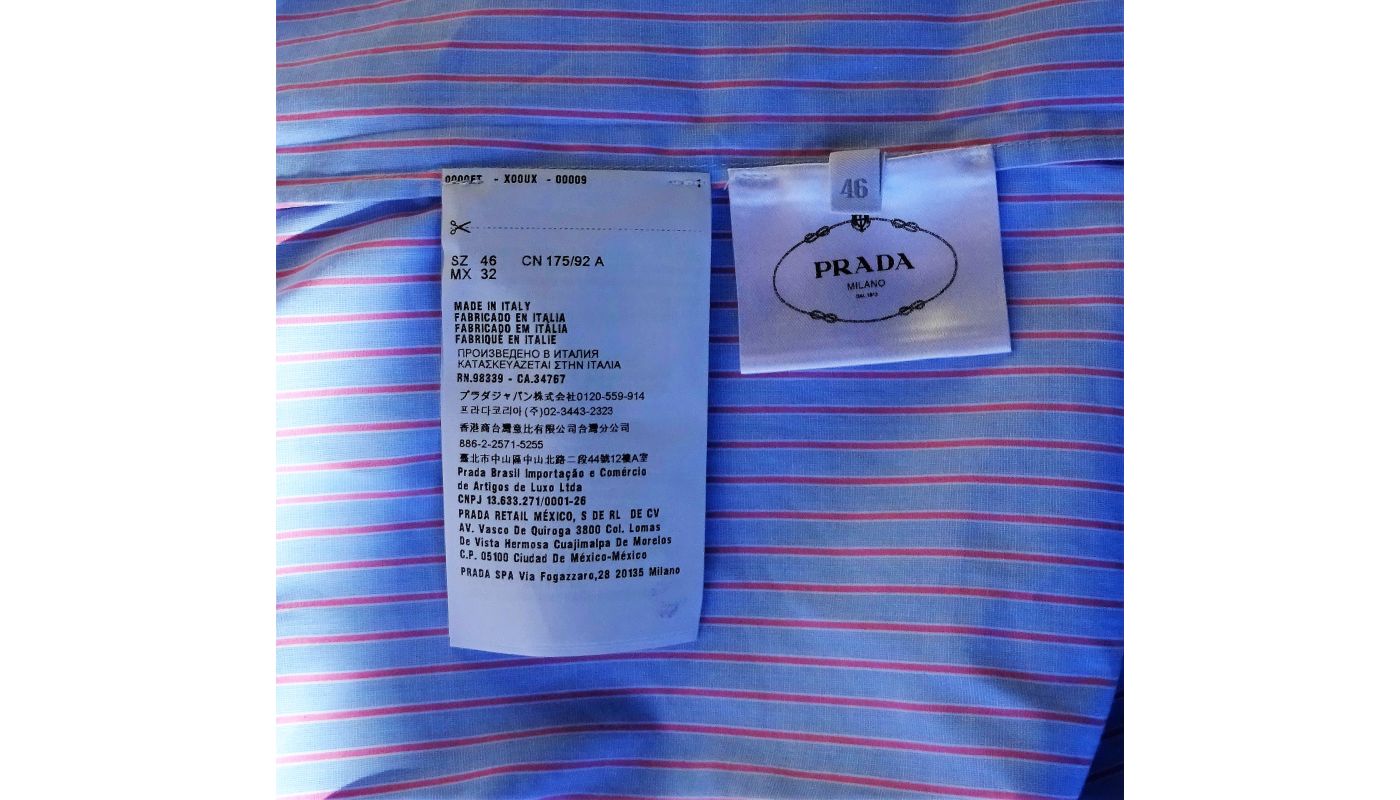 - X00UX - 00009
SZ 46 CN 175/92 A
MX 32
MADE IN ITALY
FABRICADO EN ITALIA
FABRICADO EM ITÁLIA
FABRIQUÉ EN ITALIE
ПРОИЗВЕДЕНО В ИТАЛИЯ
ΚΑΤΑΣΚΕΥΑΖΕΤΑΙ ΣΤΗΝ ΙΤΑΛΙΑ
RN.98339 - CA.34767
プラダジャパン株式会社0120-559-914
프라다코리아(주)02-3443-2323
香港商台灣童比有限公司台灣分公司
886-2-2571-5255
臺北市中山區中山北路二段44號12樓A室
Prada Brasil Importação e Comércio
de Artigos de Luxo Ltda
CNPJ 13.633.271/0001-26
PRADA RETAIL MÉXICO, S DE RL DE CV
AV. Vasco De Quiroga 3800 Col. Lomas
De Vista Hermosa Cuajimalpa De Morelos
C.P. 05100 Ciudad De México-México
PRADA SPA Via Fogazzaro,28 20135 Milano
46
PRADA
MILANO
DAL 1913